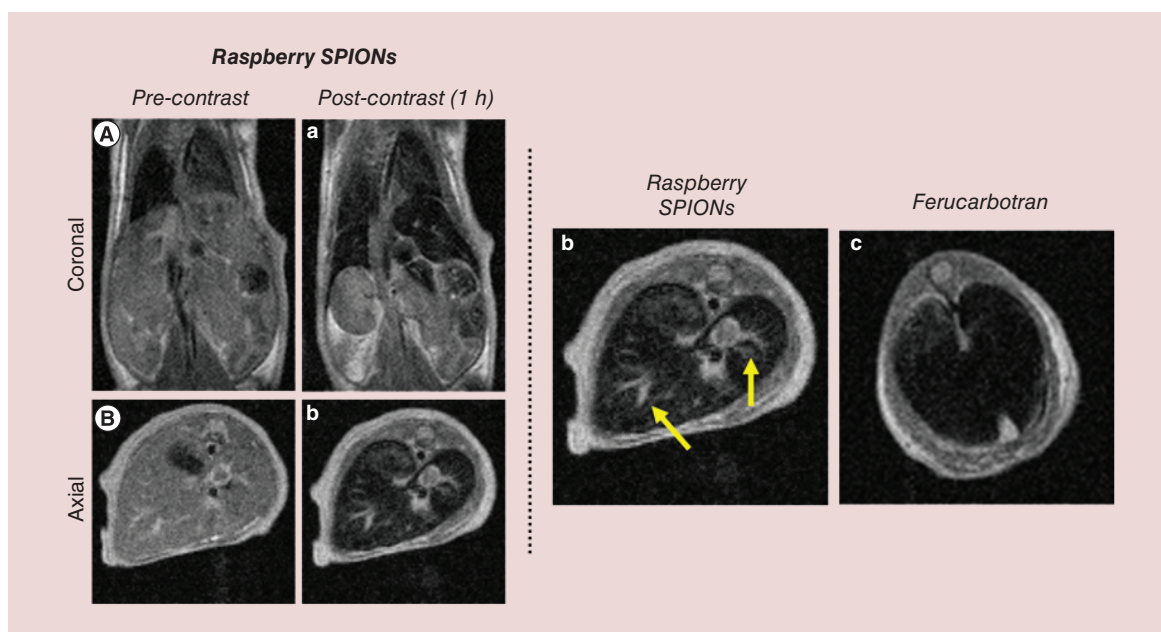 Raspberry SPIONs
Pre-contrast
Post-contrast (1 h)
A
a
Coronal
B
b
Axial
Raspberry
SPIONs
b
Ferucarbotran
c